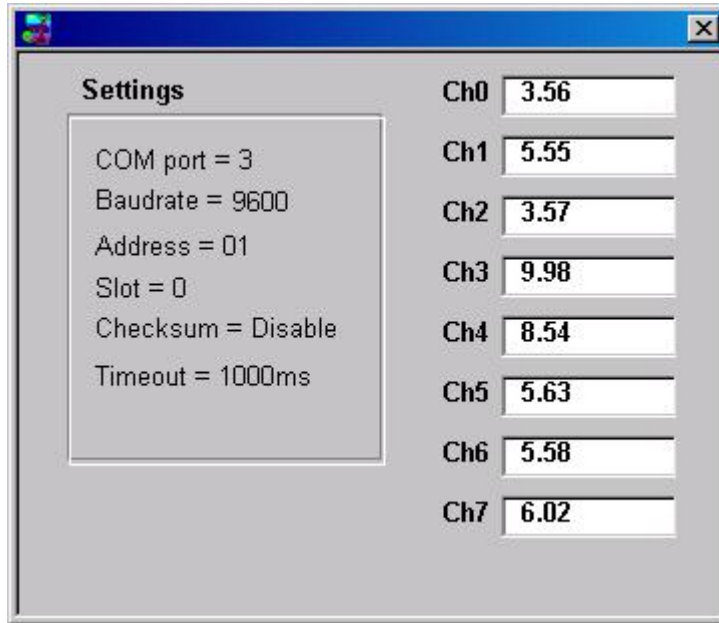 Settings
COM port = 3
Baudrate = 9600
Address = 01
Slot = 0
Checksum = Disable
Timeout = 1000ms
Ch0 3.56
Ch1 5.55
Ch2 3.57
Ch3 9.98
Ch4 8.54
Ch5 5.63
Ch6 5.58
Ch7 6.02